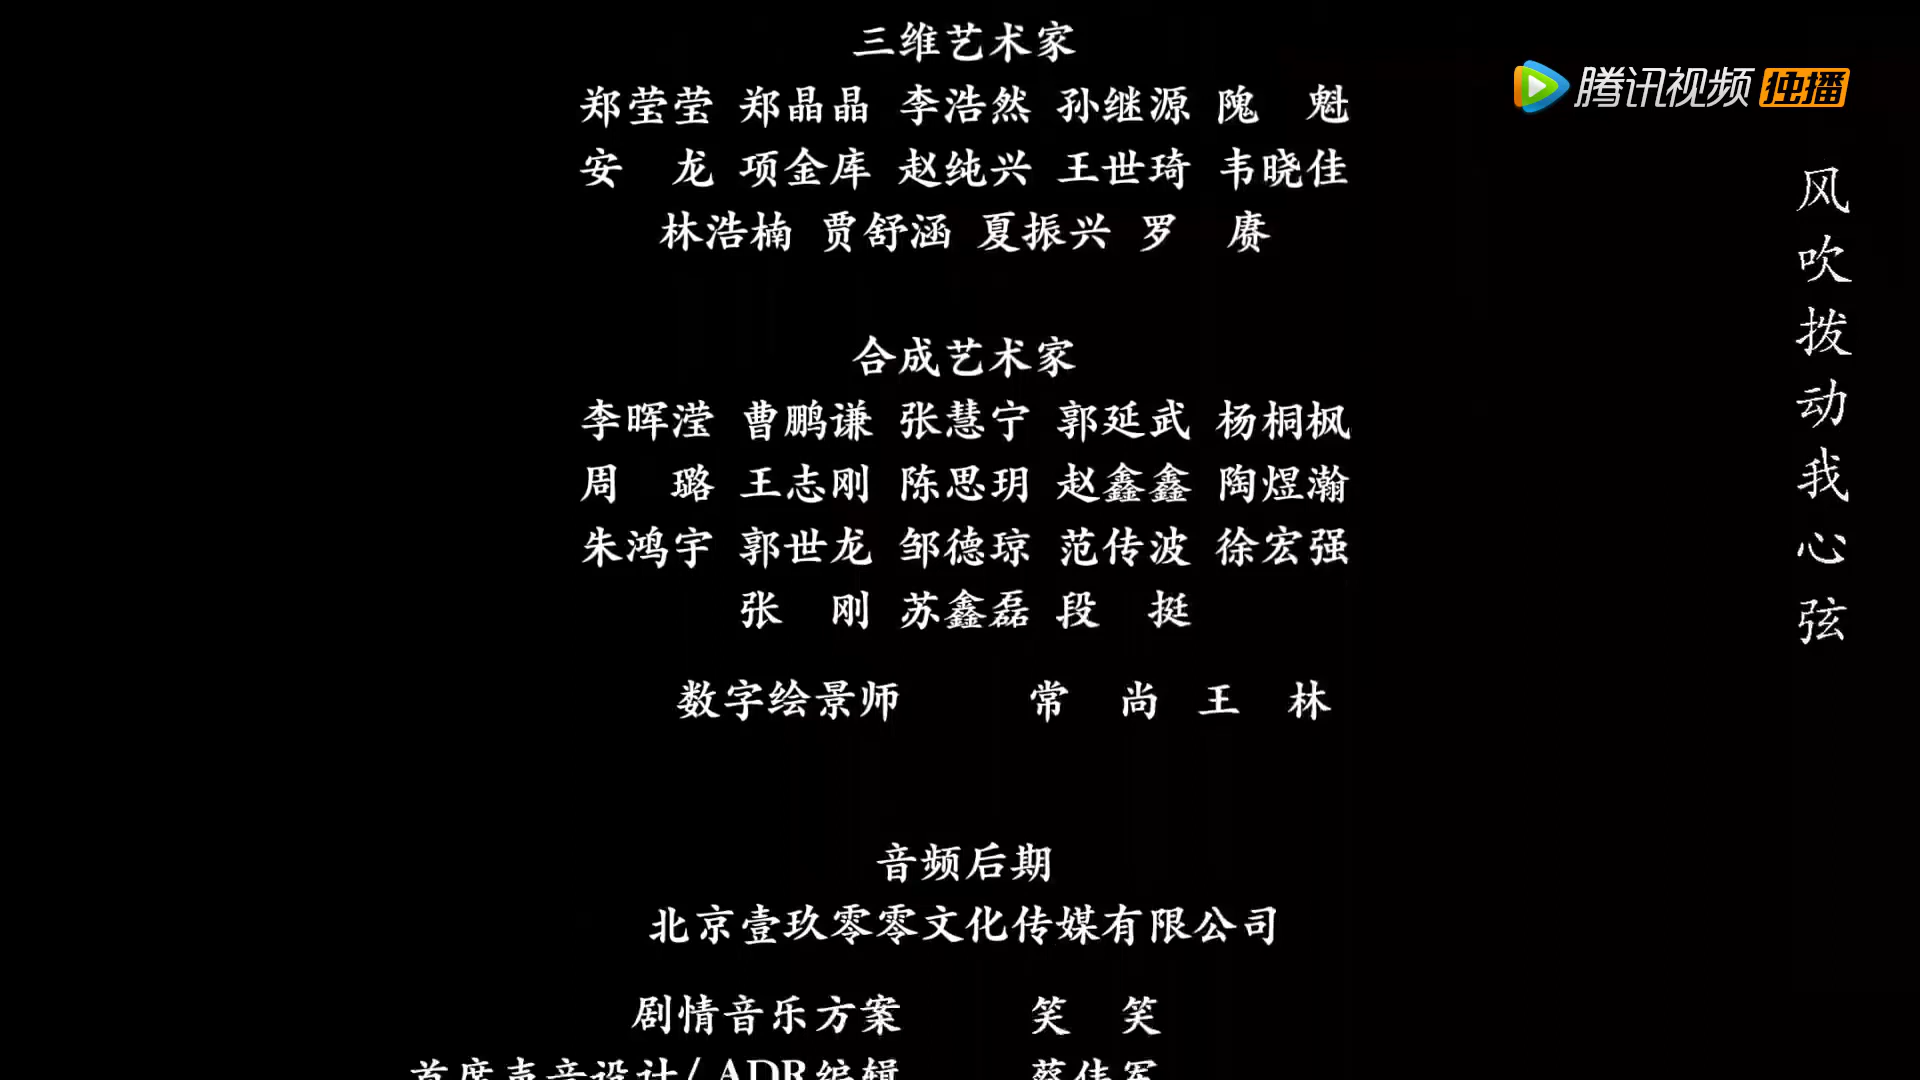 三维艺术家
郑莹莹 郑晶晶 李浩然 孙继源 隗 魁
安 龙 项金库 赵纯兴 王世琦 韦晓佳
林浩楠 贾舒涵 夏振兴 罗 赓
合成艺术家
李晖滢 曹鹏谦 张慧宁 郭延武 杨桐枫
周 璐 王志刚 陈思玥 赵鑫鑫 陶煜瀚
朱鸿宇 郭世龙 邹德琼 范传波 徐宏强
张 刚 苏鑫磊 段 挺
数字绘景师 常 尚 王 林
音频后期
北京壹玖零零文化传媒有限公司
剧情音乐方案 笑 笑
首席声音设计/ADR编辑 蔡伟军
腾讯视频 独播
风吹拨动我心弦